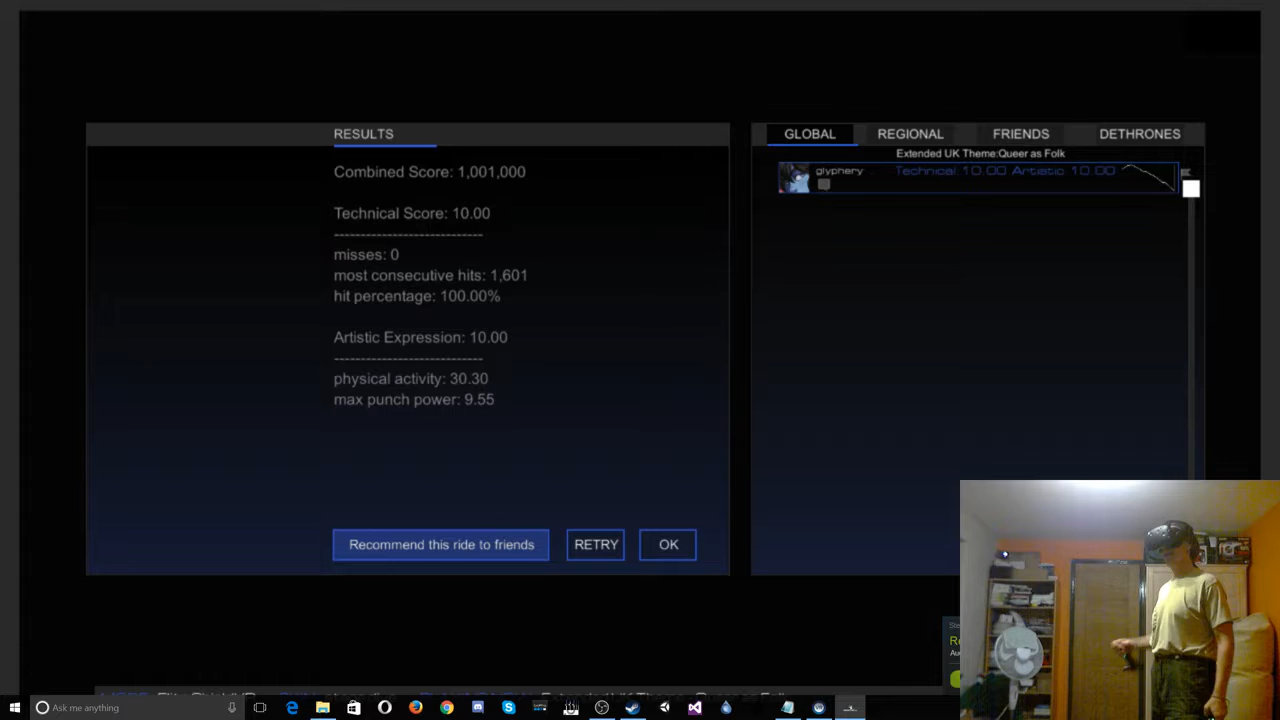 RESULTS
Combined Score: 1,001,000
Technical Score: 10.00
---------------------------
misses: 0
most consecutive hits: 1,601
hit percentage: 100.00%
Artistic Expression: 10.00
---------------------------
physical activity: 30.30
max punch power: 9.55
Recommend this ride to friends
RETRY
OK
GLOBAL
REGIONAL
FRIENDS
DETHRONES
Extended UK Theme:Queer as Folk
glyphery
Technical 10.00 Artistic 10.00
Ask me anything